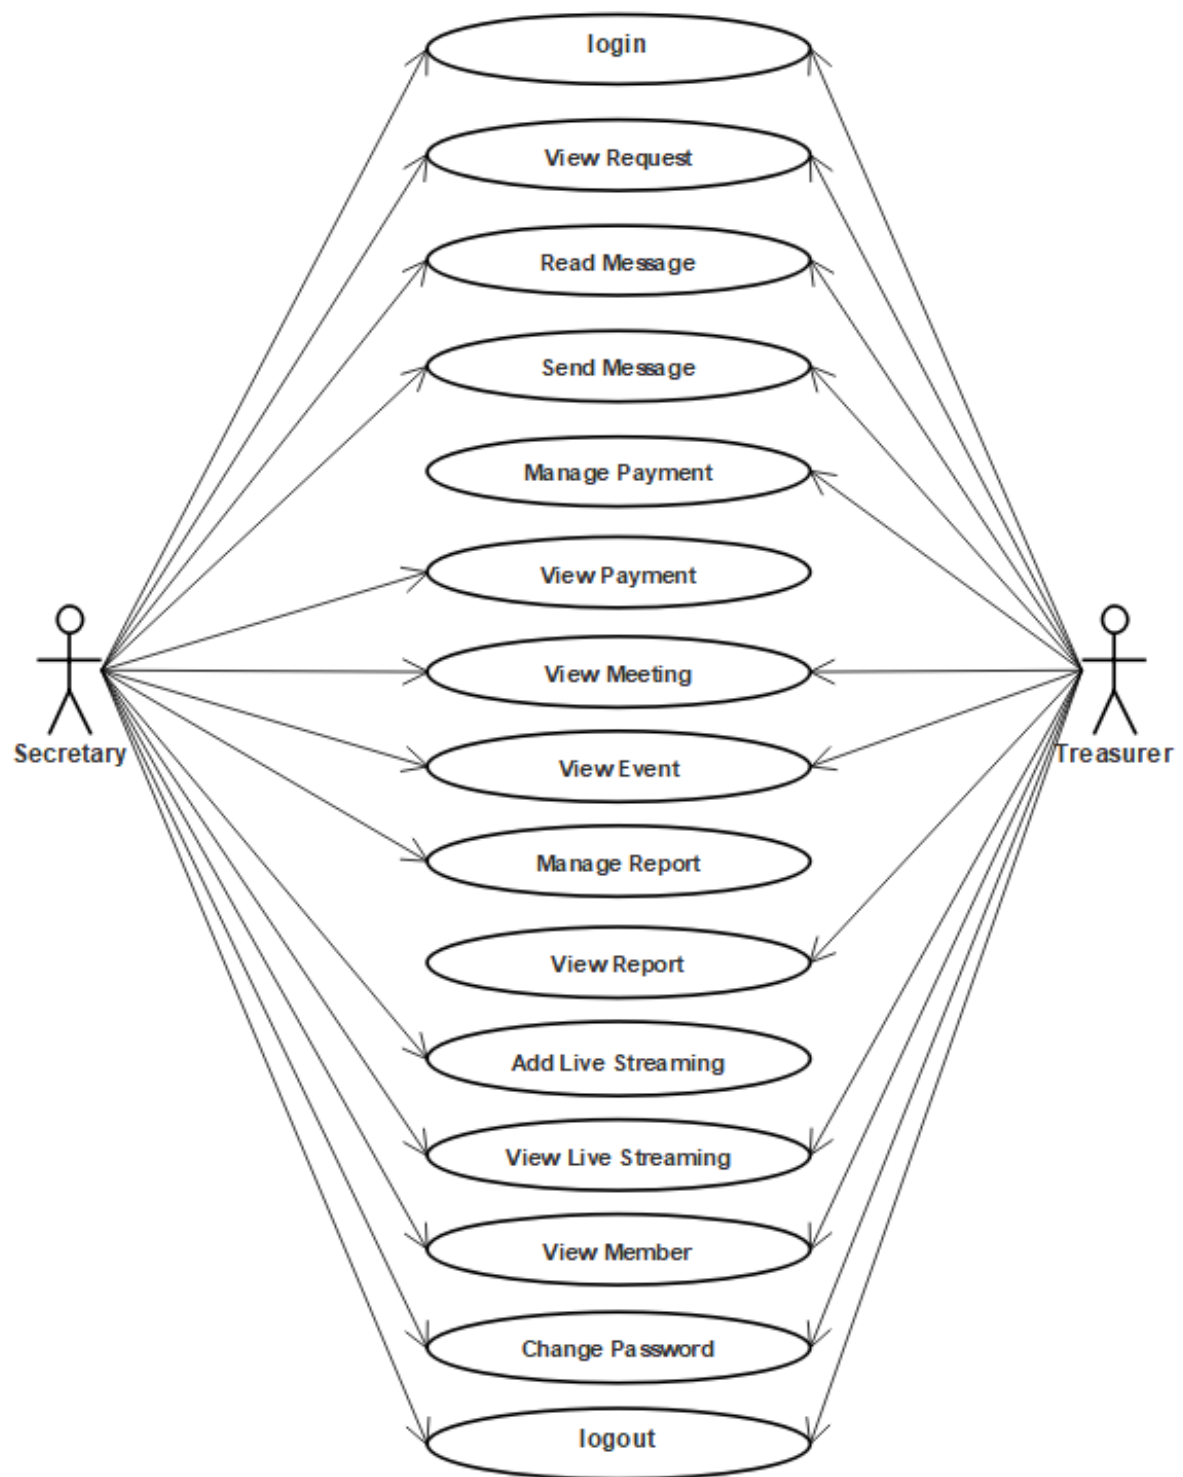 login
View Request
Read Message
Send Message
Manage Payment
View Payment
View Meeting
Secretary
Treasurer
View Event
Manage Report
View Report
Add Live Streaming
View Live Streaming
View Member
Change Password
logout